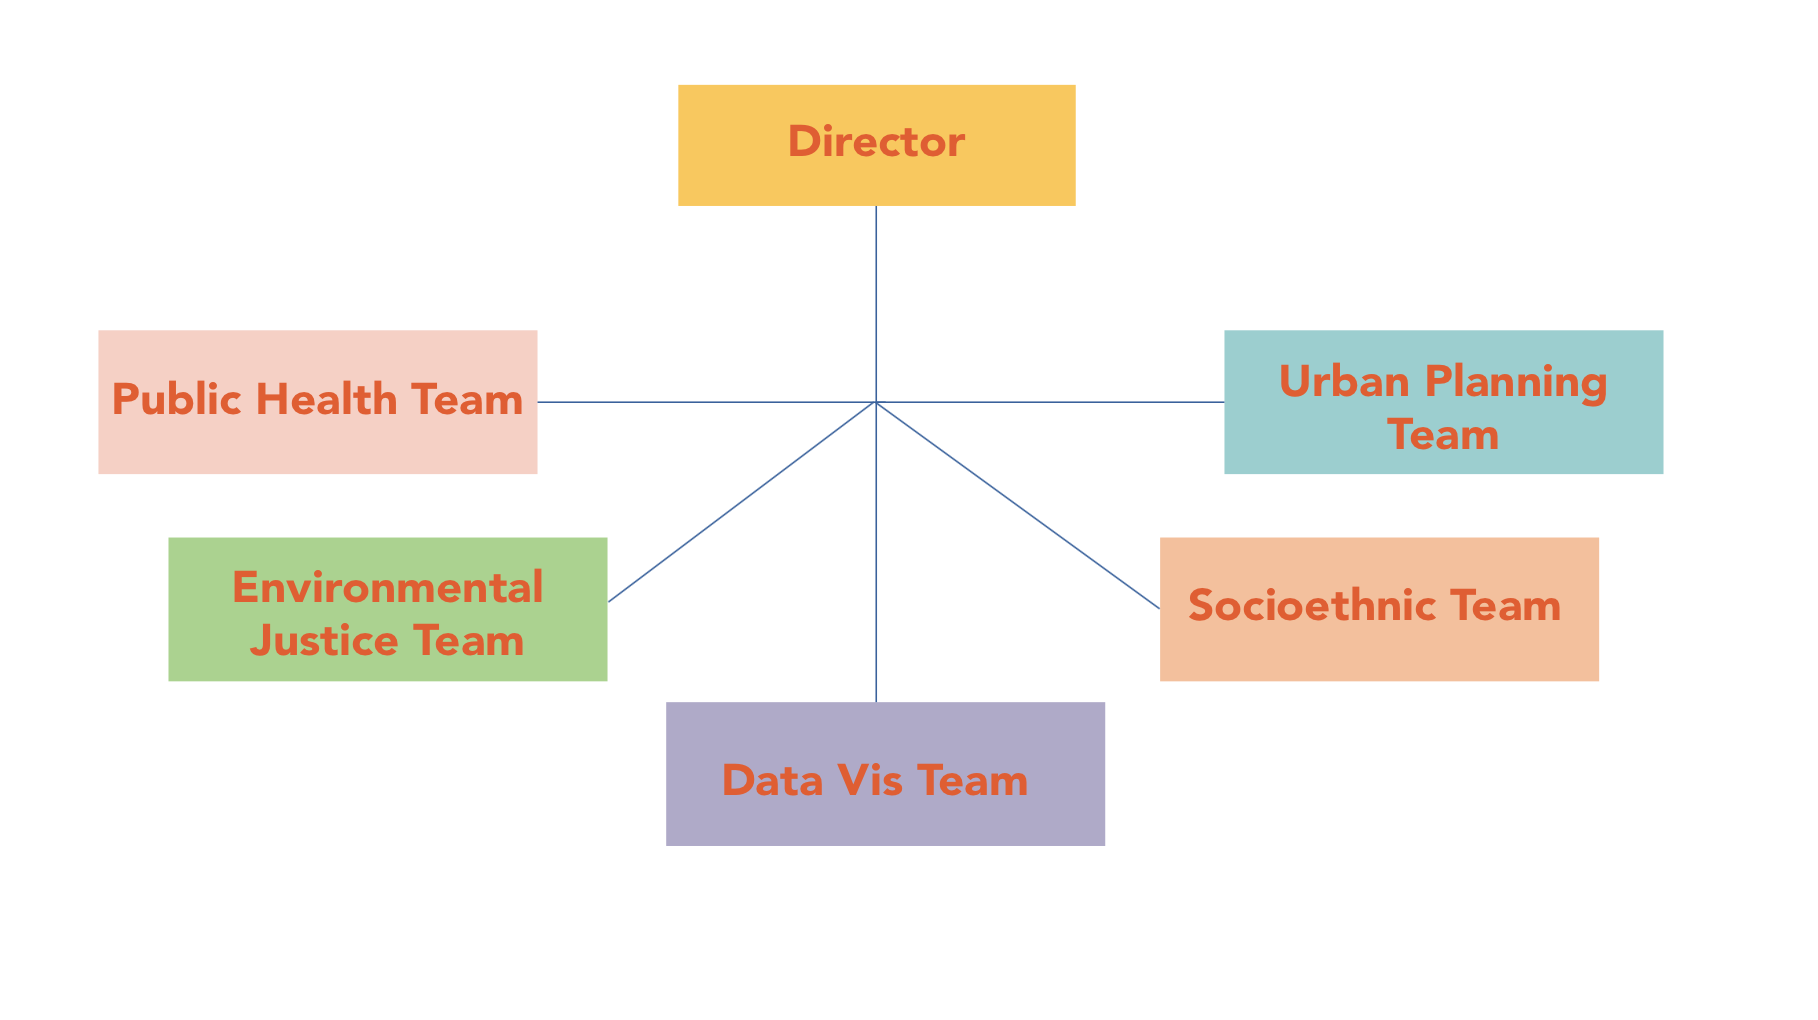 Director
Public Health Team
Urban Planning
Team
Environmental
Justice Team
Socioethnic Team
Data Vis Team